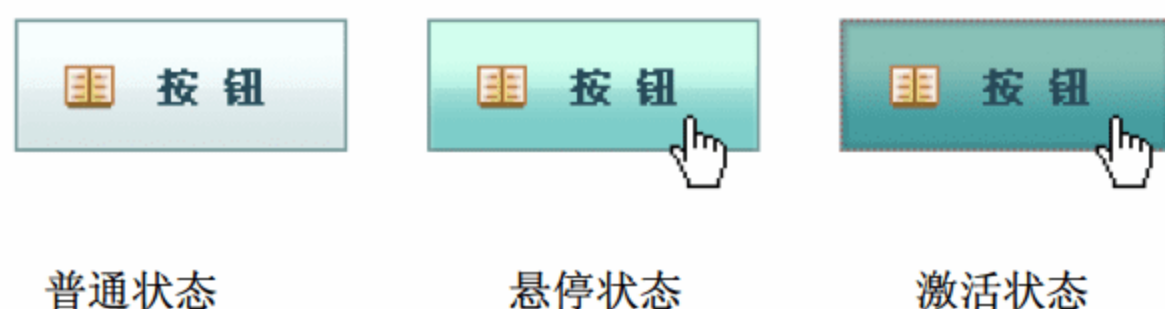 按 钮
按 钮
按 钮
普通状态
悬停状态
激活状态